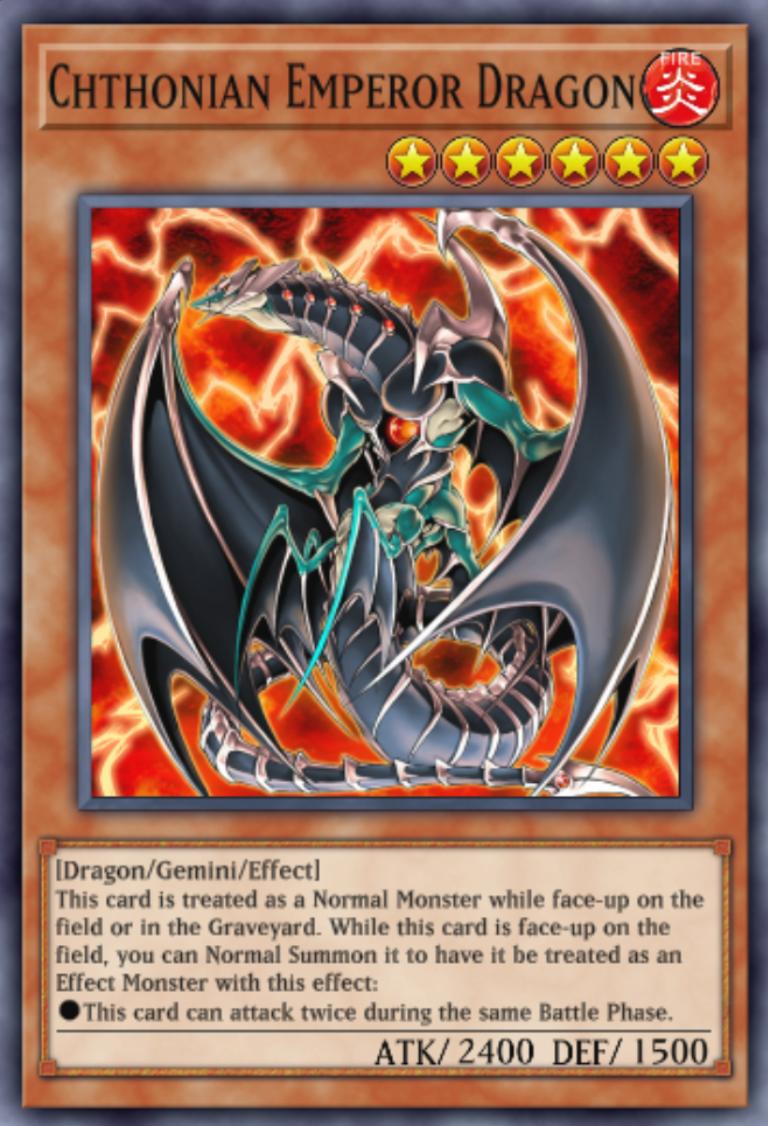 Chthonian Emperor Dragon
FIRE
炎
[Dragon/Gemini/Effect]
This card is treated as a Normal Monster while face-up on the
field or in the Graveyard. While this card is face-up on the
field, you can Normal Summon it to have it be treated as an
Effect Monster with this effect:
●This card can attack twice during the same Battle Phase.
ATK/ 2400 DEF/ 1500